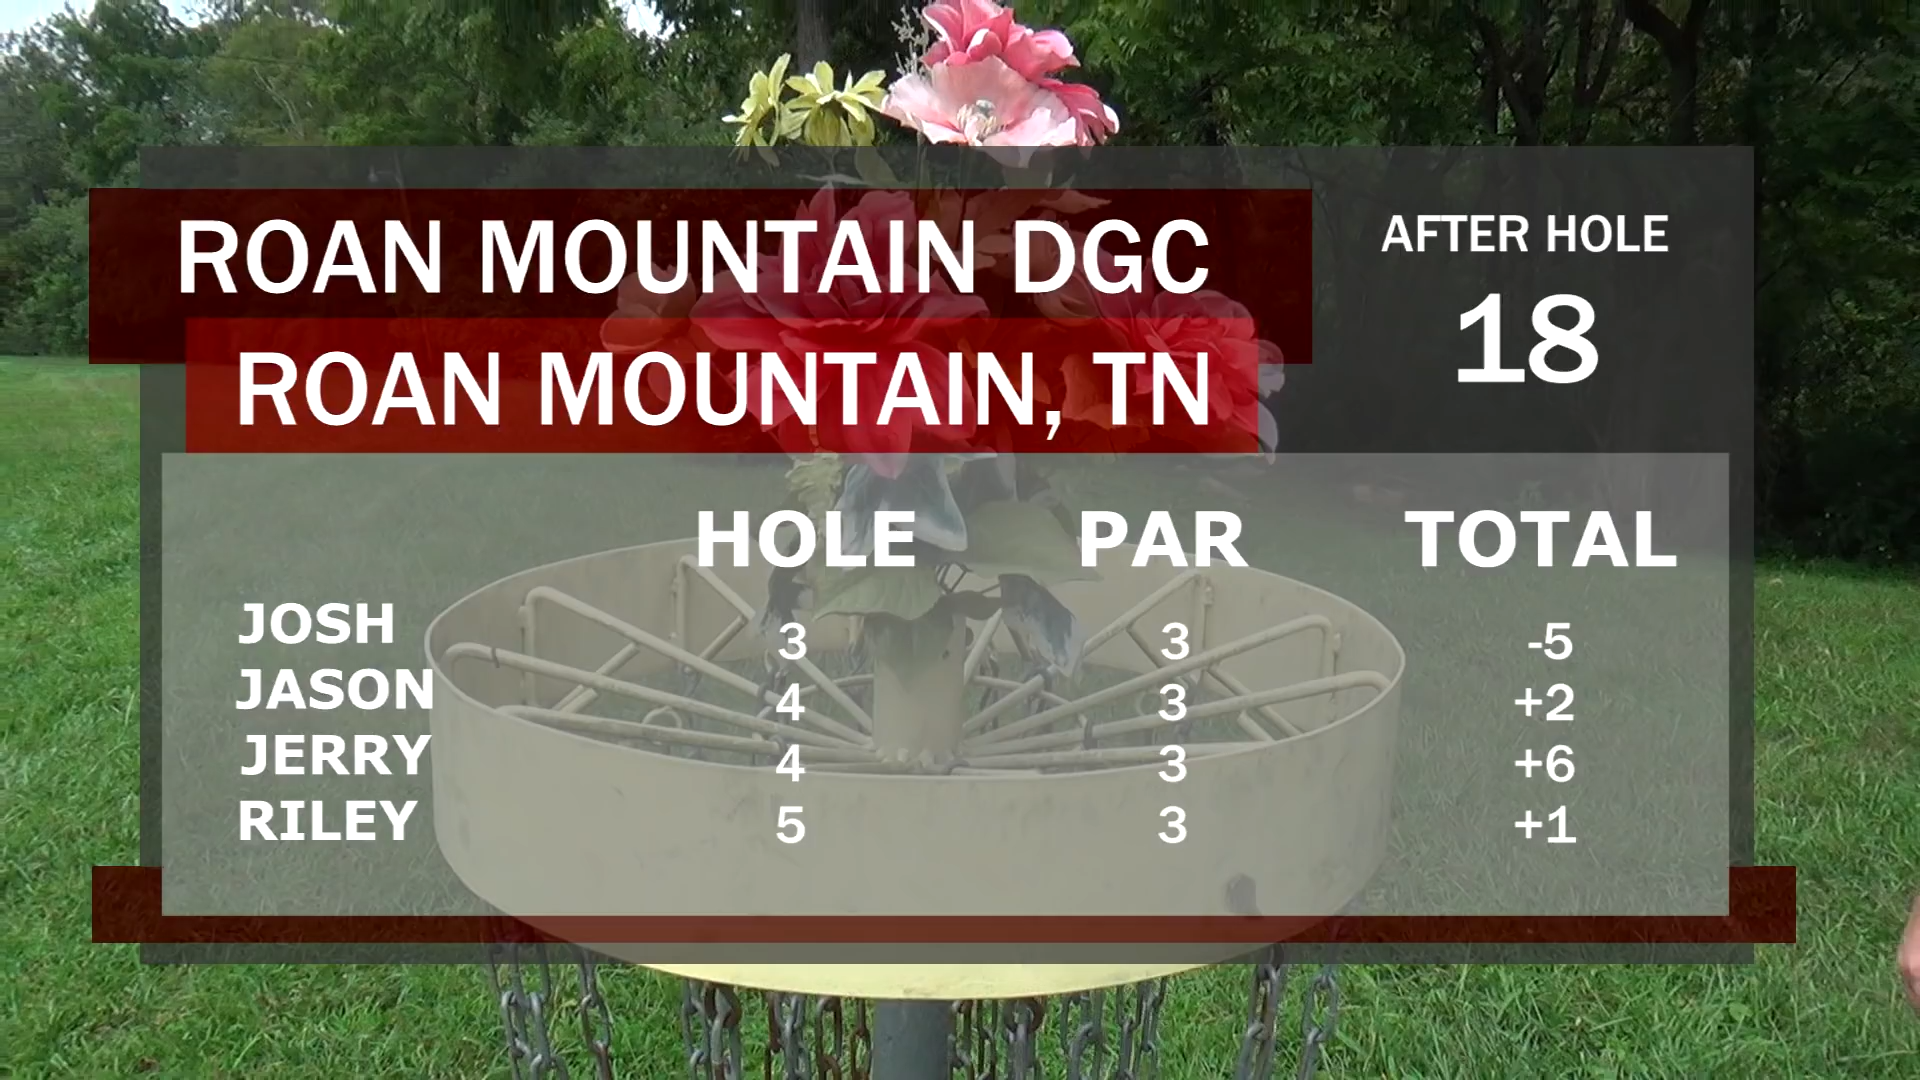 ROAN MOUNTAIN DGC
ROAN MOUNTAIN, TN
AFTER HOLE
18
HOLE PAR TOTAL
JOSH 3 3 -5
JASON 4 3 +2
JERRY 4 3 +6
RILEY 5 3 +1